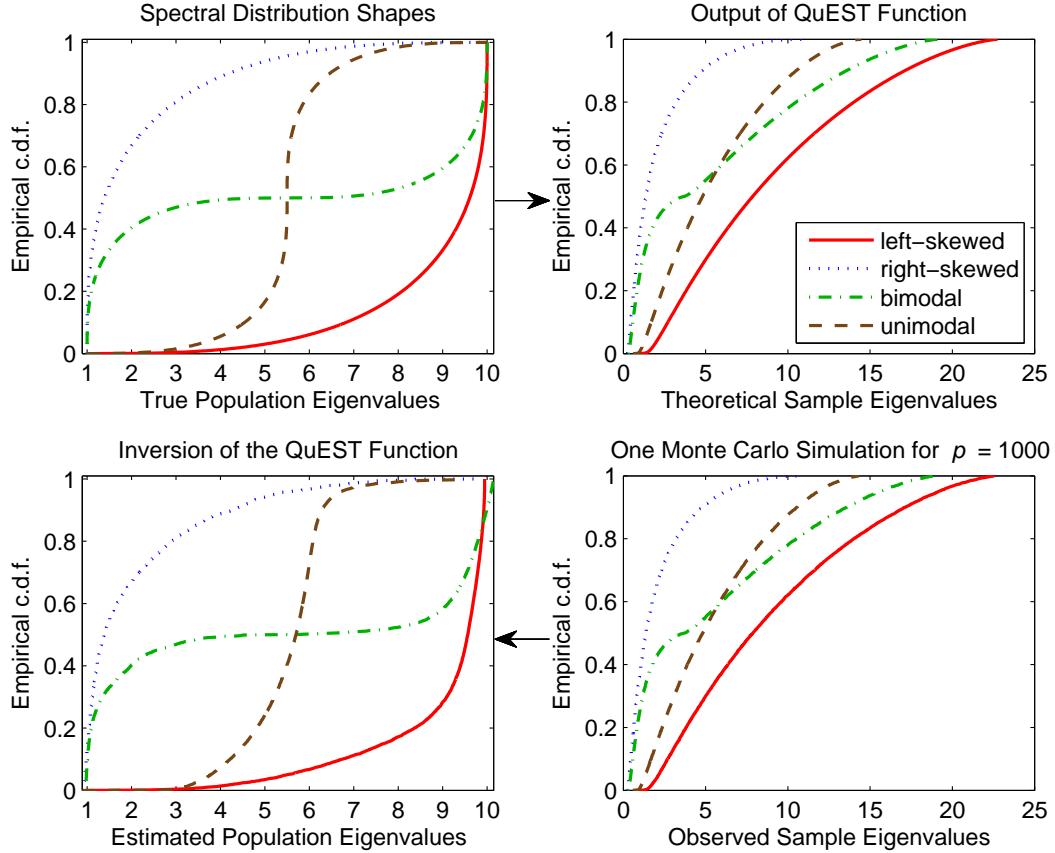 Spectral Distribution Shapes
Empirical c.d.f.
1
0.8
0.6
0.4
0.2
0
1 2 3 4 5 6 7 8 9 10
True Population Eigenvalues
Output of QuEST Function
Empirical c.d.f.
1
0.8
0.6
0.4
0.2
0
left−skewed
right−skewed
bimodal
unimodal
0 5 10 15 20 25
Theoretical Sample Eigenvalues
Inversion of the QuEST Function
Empirical c.d.f.
1
0.8
0.6
0.4
0.2
0
1 2 3 4 5 6 7 8 9 10
Estimated Population Eigenvalues
One Monte Carlo Simulation for p = 1000
Empirical c.d.f.
1
0.8
0.6
0.4
0.2
0
0 5 10 15 20 25
Observed Sample Eigenvalues